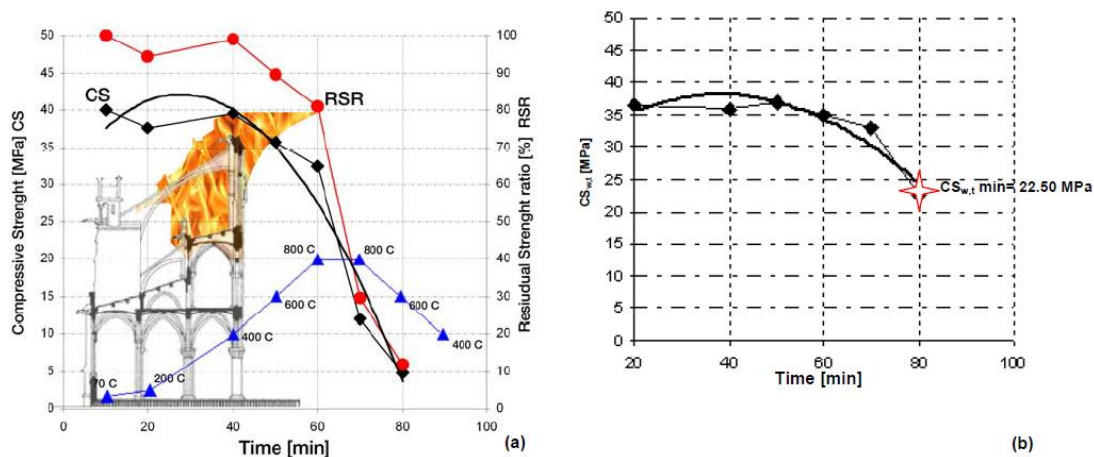 50
45
40
35
30
25
20
15
10
5
0
Compressive Strenght [MPa] CS
100
90
80
70
60
50
40
30
20
10
0
Resiudual Strenght ratio [%] RSR
CS
RSR
70 C
200 C
400 C
600 C
800 C
800 C
600 C
400 C
0
20
40
60
80
100
Time [min]
(a)
50
45
40
35
30
25
20
15
10
5
0
CSw,t [MPa]
CSw,t min= 22.50 MPa
20
40
60
80
100
Time [min]
(b)